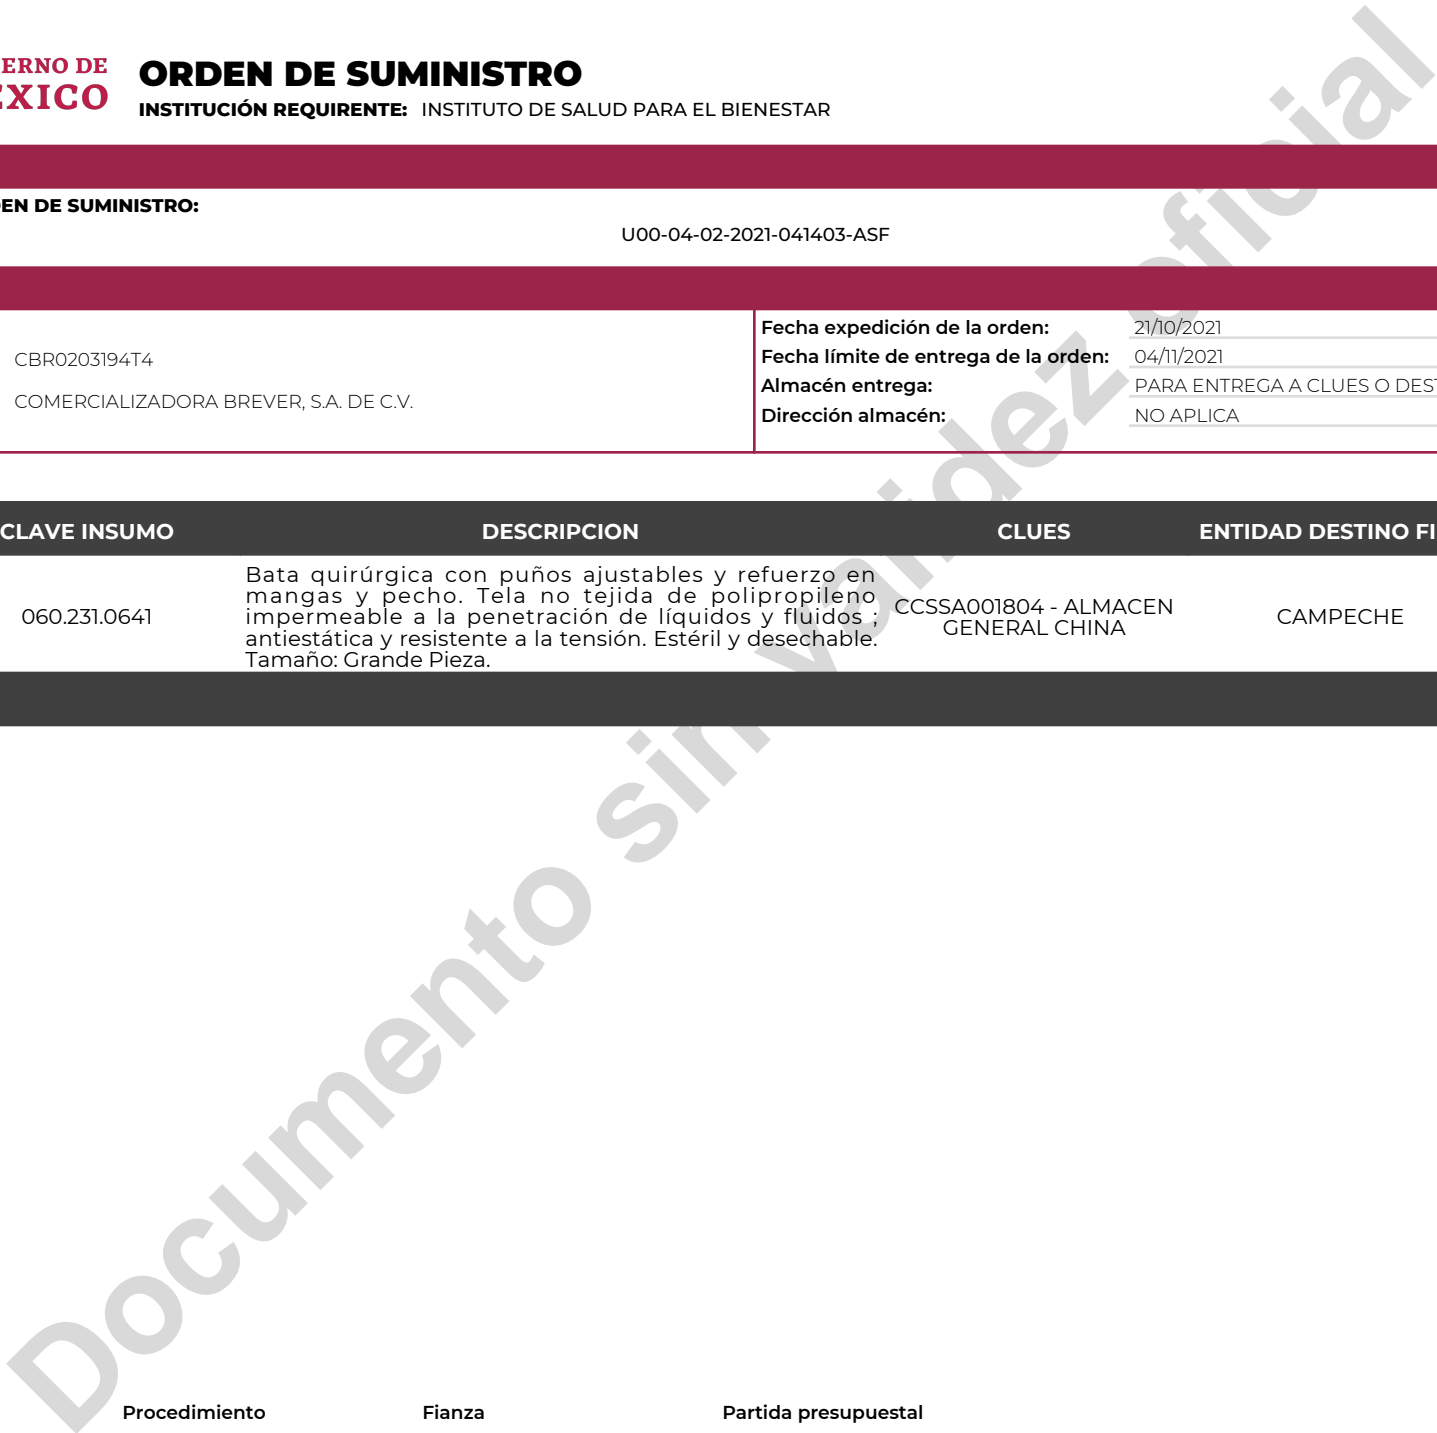 ERNO DE
EXICO
ORDEN DE SUMINISTRO
INSTITUCIÓN REQUIRENTE: INSTITUTO DE SALUD PARA EL BIENESTAR
EN DE SUMINISTRO:
U00-04-02-2021-041403-ASF
CBR0203194T4
COMERCIALIZADORA BREVER, S.A. DE C.V.
Fecha expedición de la orden: 21/10/2021
Fecha límite de entrega de la orden: 04/11/2021
Almacén entrega: PARA ENTREGA A CLUES O DEST
Dirección almacén: NO APLICA
CLAVE INSUMO DESCRIPCION CLUES ENTIDAD DESTINO FI
060.231.0641
Bata quirúrgica con puños ajustables y refuerzo en
mangas y pecho. Tela no tejida de polipropileno
impermeable a la penetración de líquidos y fluidos ;
antiestática y resistente a la tensión. Estéril y desechable.
Tamaño: Grande Pieza.
CCSSA001804 - ALMACEN
GENERAL CHINA
CAMPECHE
Documento sin validez oficial
Procedimiento Fianza Partida presupuestal